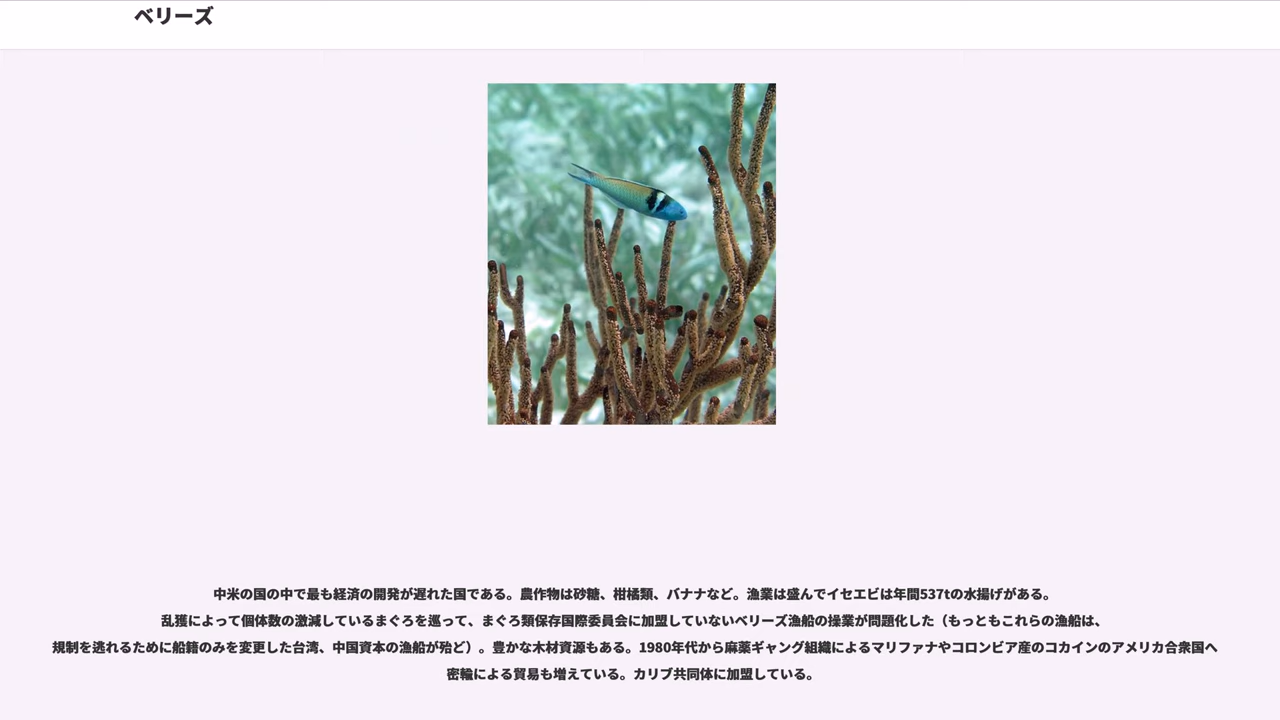 ベリーズ
中米の国の中で最も経済の開発が遅れた国である。農作物は砂糖、柑橘類、バナナなど。漁業は盛んでイセエビは年間537tの水揚げがある。
乱獲によって個体数の激減しているまぐろを巡って、まぐろ類保存国際委員会に加盟していないベリーズ漁船の操業が問題化した（もっともこれらの漁船は、
規制を逃れるために船籍のみを変更した台湾、中国資本の漁船が殆ど）。豊かな木材資源もある。1980年代から麻薬ギャング組織によるマリファナやコロンビア産のコカインのアメリカ合衆国へ
密輸による貿易も増えている。カリブ共同体に加盟している。